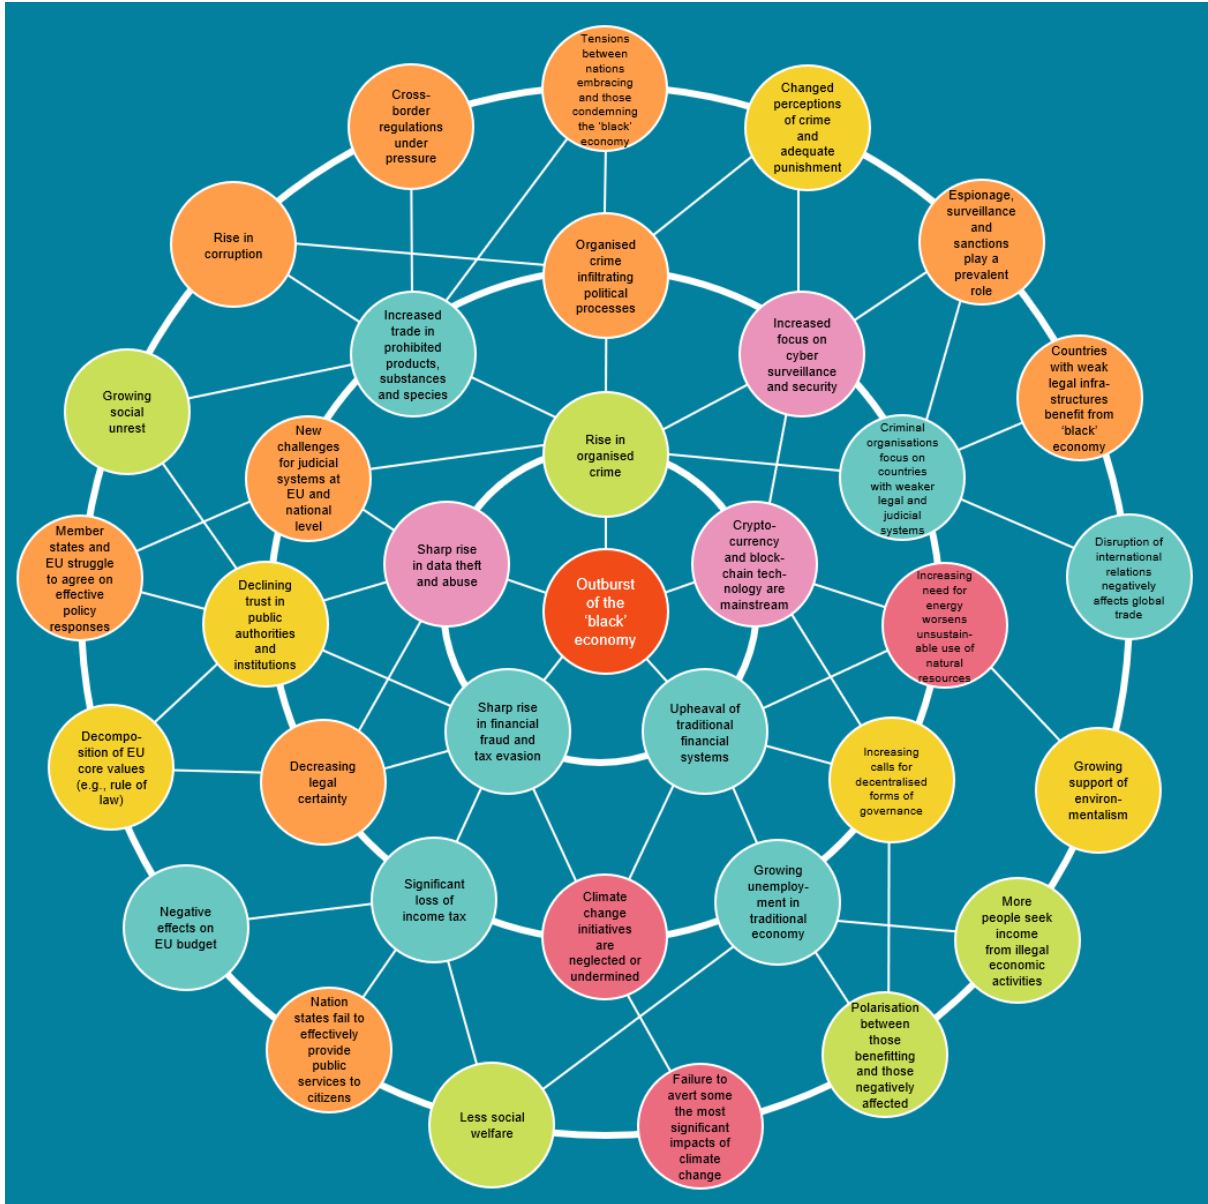 Tensions
between
nations
embracing
and those
condemning
the 'black'
economy
Cross-
border
regulations
under
pressure
Changed
perceptions
of crime
and
adequate
punishment
Rise in
corruption
Organised
crime
infiltrating
political
processes
Espionage,
surveillance
and
sanctions
play a
prevalent
role
Increased
trade in
prohibited
products,
substances
and species
Increased
focus on
cyber
surveillance
and security
Growing
social
unrest
Countries
with weak
legal infra-
structures
benefit from
'black'
economy
New
challenges
for judicial
systems at
EU and
national
level
Rise in
organised
crime
Criminal
organisations
focus on
countries
with weaker
legal and
judicial
systems
Member
states and
EU struggle
to agree on
effective
policy
responses
Sharp rise
in data theft
and abuse
Crypto-
currency
and block-
chain tech-
nology are
mainstream
Disruption of
international
relations
negatively
affects global
trade
Declining
trust in
public
authorities
and
institutions
Outburst
of the
'black'
economy
Increasing
need for
energy
worsens
unsustain-
able use of
natural
resources
Decompo-
sition of EU
core values
(e.g., rule of
law)
Decreasing
legal
certainty
Sharp rise
in financial
fraud and
tax evasion
Upheaval of
traditional
financial
systems
Increasing
calls for
decentralised
forms of
governance
Growing
support of
environ-
mentalism
Negative
effects on
EU budget
Significant
loss of
income tax
Climate
change
initiatives
are
neglected or
undermined
Growing
unemploy-
ment in
traditional
economy
More
people seek
income
from illegal
economic
activities
Nation
states fail to
effectively
provide
public
services to
citizens
Less social
welfare
Failure to
avert some
the most
significant
impacts of
climate
change
Polarisation
between
those
benefitting
and those
negatively
affected